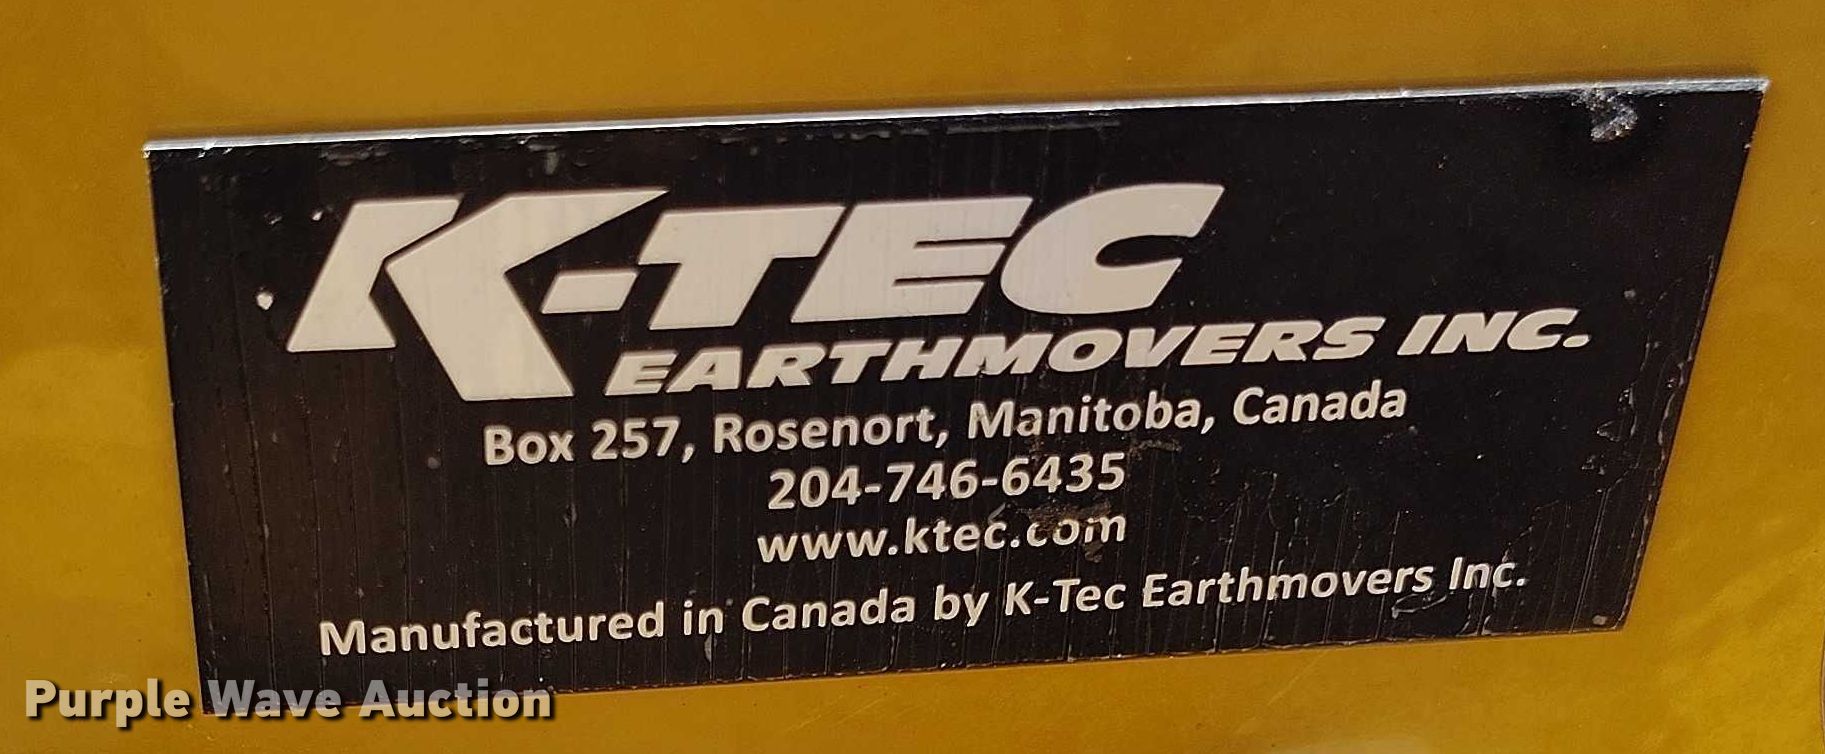 K-TEC
EARTHMOVERS INC.
Box 257, Rosenort, Manitoba, Canada
204-746-6435
www.ktec.com
Manufactured in Canada by K-Tec Earthmovers Inc.
Purple Wave Auction